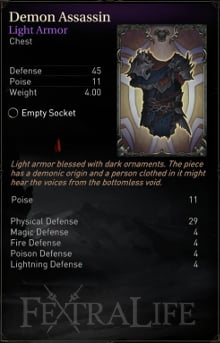 Demon Assassin
Light Armor
Chest
Defense 45
Poise 11
Weight 4.00
Empty Socket
Light armor blessed with dark ornaments. The piece
has a demonic origin and a person clothed in it might
hear the voices from the bottomless void.
Poise 11
Physical Defense 29
Magic Defense 4
Fire Defense 4
Poison Defense 4
Lightning Defense 4
FEXTRALIFE